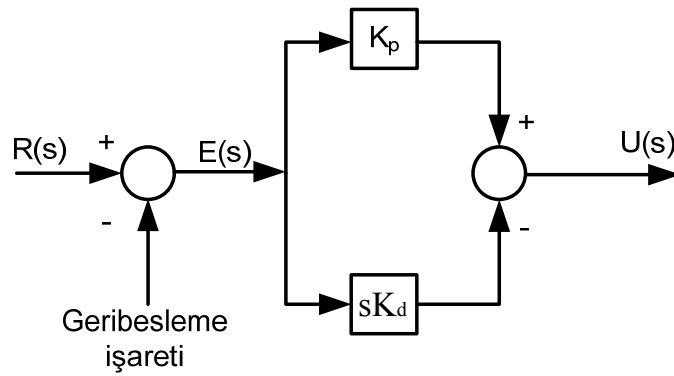 Kp
+
R(s)
+
E(s)
U(s)
-
-
sKd
Geribesleme
işareti